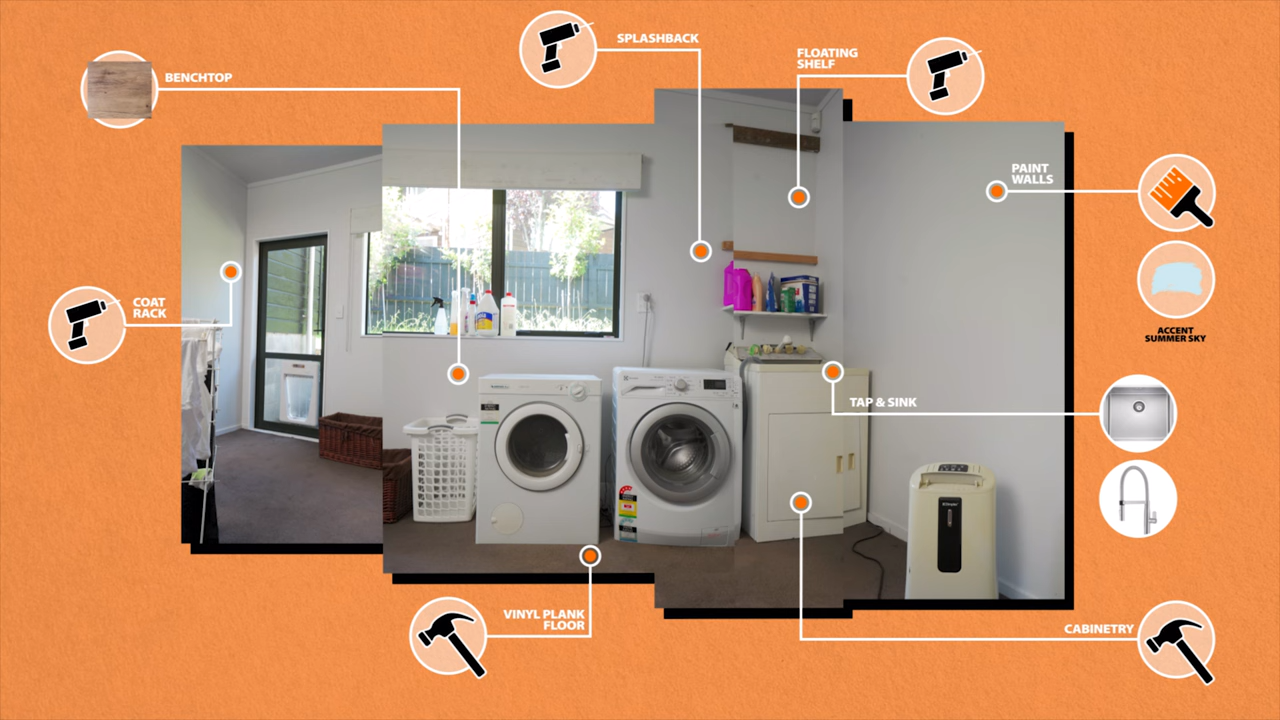 SPLASHBACK
FLOATING
SHELF
BENCHTOP
PAINT
WALLS
COAT
RACK
ACCENT
SUMMER SKY
TAP & SINK
VINYL PLANK
FLOOR
CABINETRY